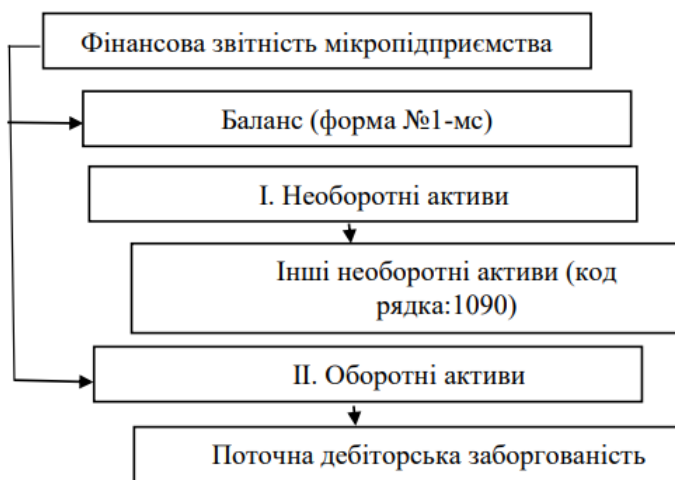 Фінансова звітність мікропідприємства
Баланс (форма №1-мс)
І. Необоротні активи
Інші необоротні активи (код
рядка:1090)
ІІ. Оборотні активи
Поточна дебіторська заборгованість